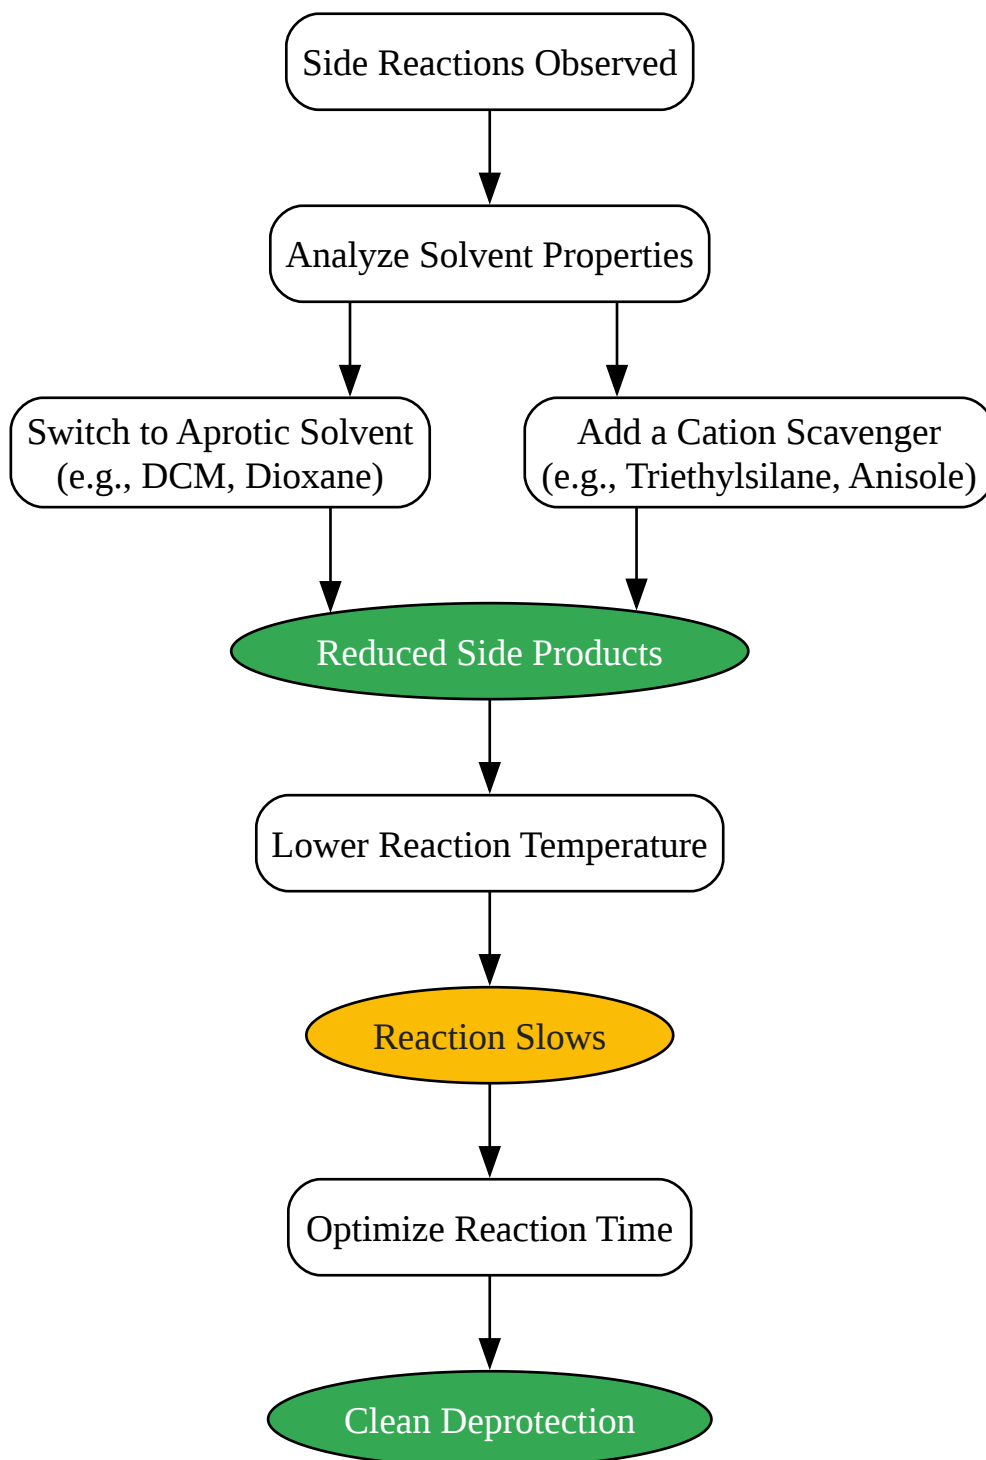 Side Reactions Observed
Analyze Solvent Properties
Switch to Aprotic Solvent
(e.g., DCM, Dioxane)
Add a Cation Scavenger
(e.g., Triethylsilane, Anisole)
Reduced Side Products
Lower Reaction Temperature
Reaction Slows
Optimize Reaction Time
Clean Deprotection